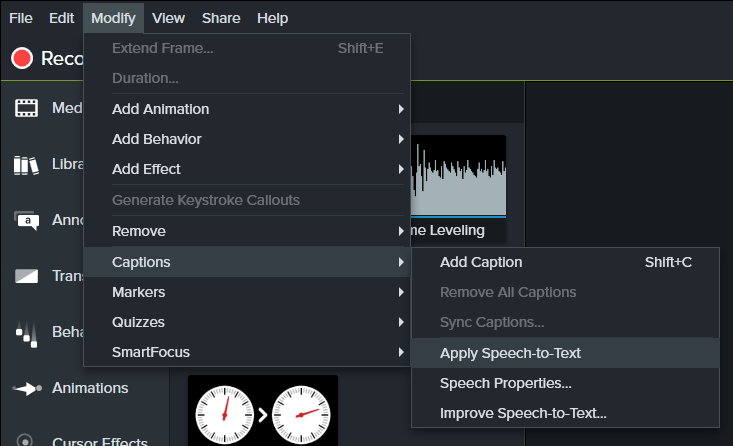 File Edit Modify View Share Help
Reco
Extend Frame... Shift+E
Duration...
Med
Add Animation
Add Behavior
Libra
Add Effect
Generate Keystroke Callouts
Anno
Remove
me Leveling
Captions
Add Caption Shift+C
Trans
Markers
Remove All Captions
Quizzes
Sync Captions...
Beha
SmartFocus
Apply Speech-to-Text
Speech Properties...
Animations
Improve Speech-to-Text...
Cursor Effects
a